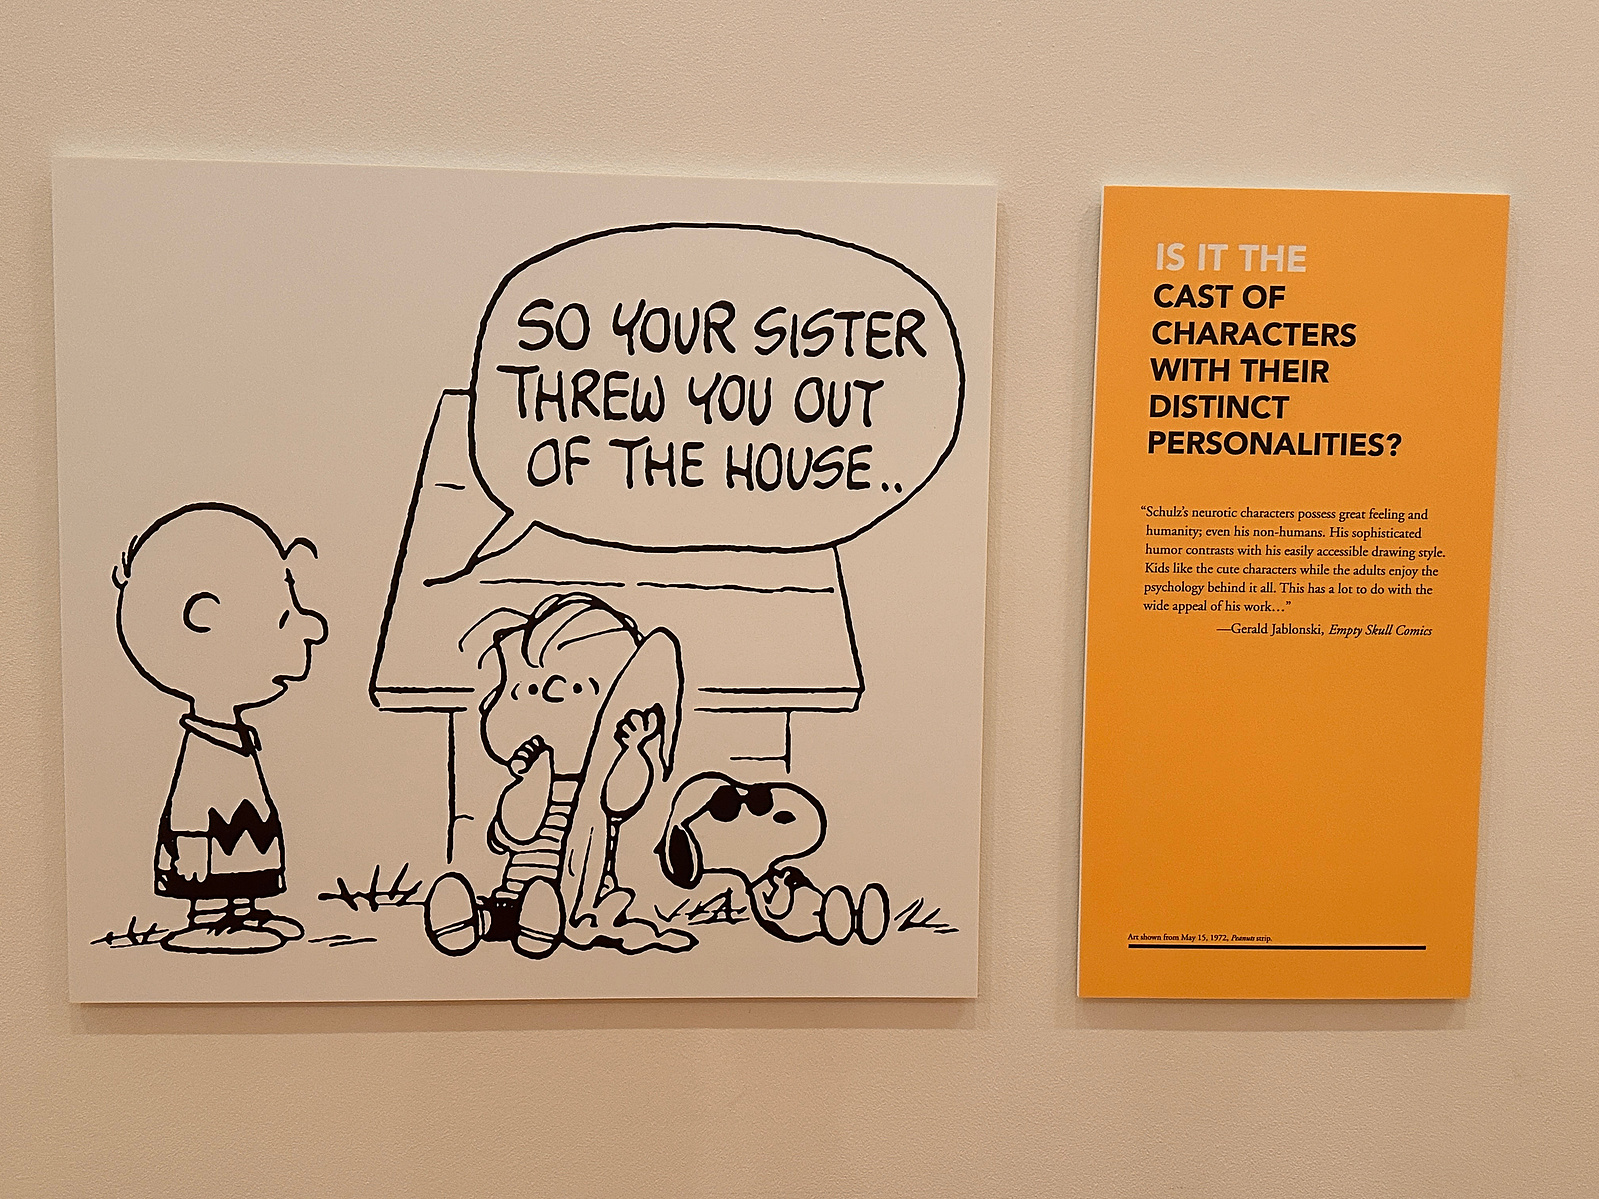 SO YOUR SISTER
THREW YOU OUT
OF THE HOUSE..
IS IT THE
CAST OF
CHARACTERS
WITH THEIR
DISTINCT
PERSONALITIES?
“Schulz’s neurotic characters possess great feeling and
humanity; even his non-humans. His sophisticated
humor contrasts with his easily accessible drawing style.
Kids like the cute characters while the adults enjoy the
psychology behind it all. This has a lot to do with the
wide appeal of his work…”
—Gerald Jablonski, Empty Skull Comics
Art shown from May 15, 1972, Peanuts strip.